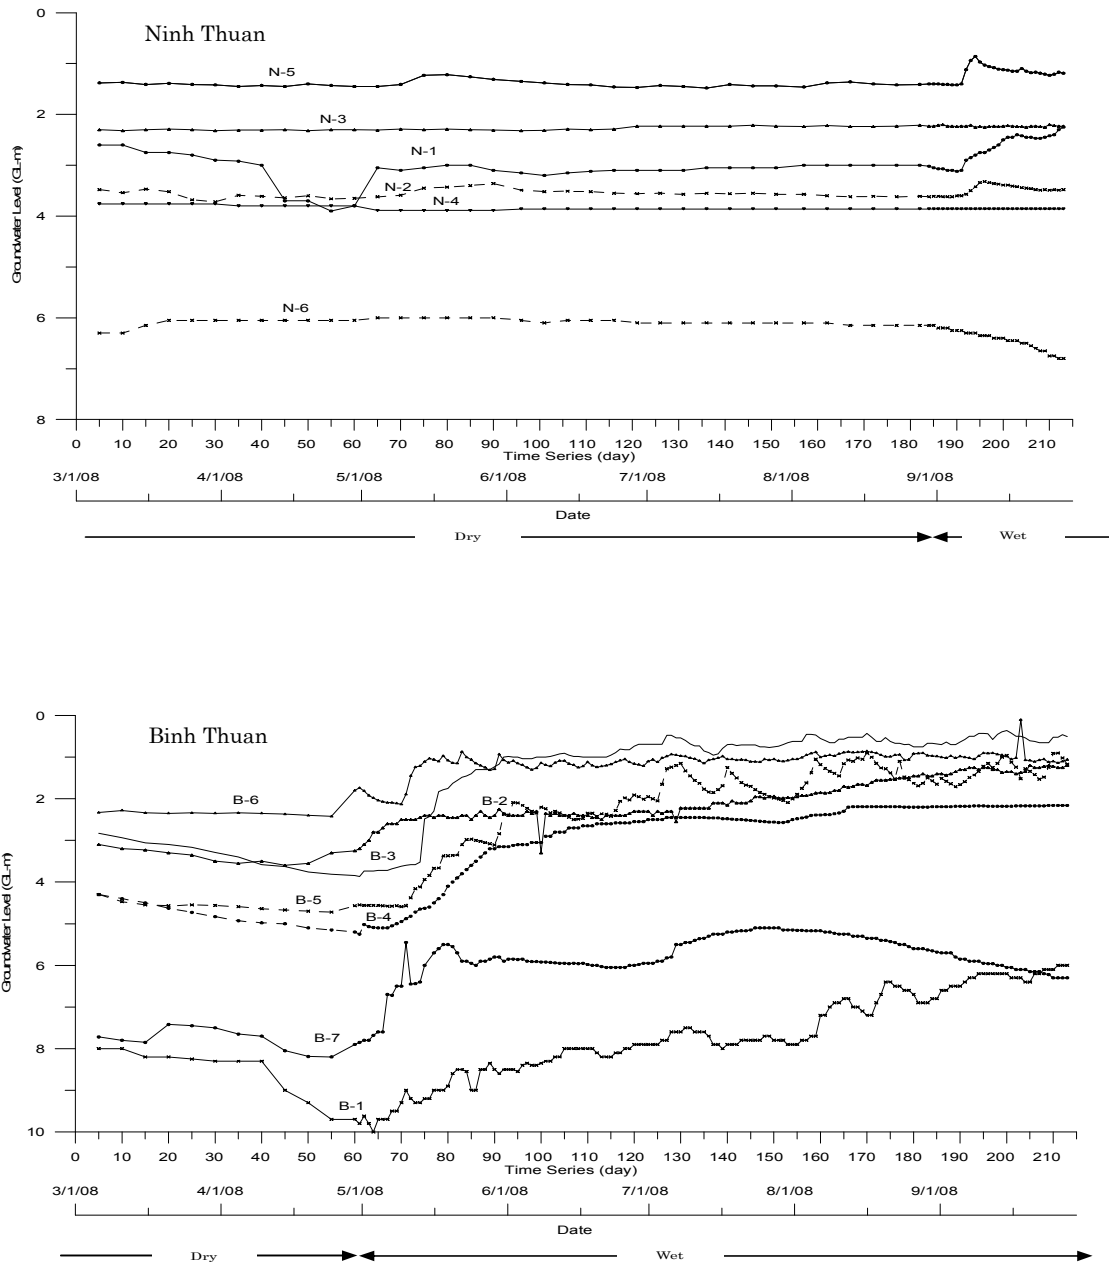 Ninh Thuan
0
2
4
6
8
Groundwater Level (GL-m)
N-5
N-3
N-1
N-2
N-4
N-6
0 10 20 30 40 50 60 70 80 90 100 110 120 130 140 150 160 170 180 190 200 210
Time Series (day)
3/1/08 4/1/08 5/1/08 6/1/08 7/1/08 8/1/08 9/1/08
Date
Dry Wet
Binh Thuan
0
2
4
6
8
10
Groundwater Level (GL-m)
B-6
B-2
B-3
B-5
B-4
B-7
B-1
0 10 20 30 40 50 60 70 80 90 100 110 120 130 140 150 160 170 180 190 200 210
Time Series (day)
3/1/08 4/1/08 5/1/08 6/1/08 7/1/08 8/1/08 9/1/08
Date
Dry Wet